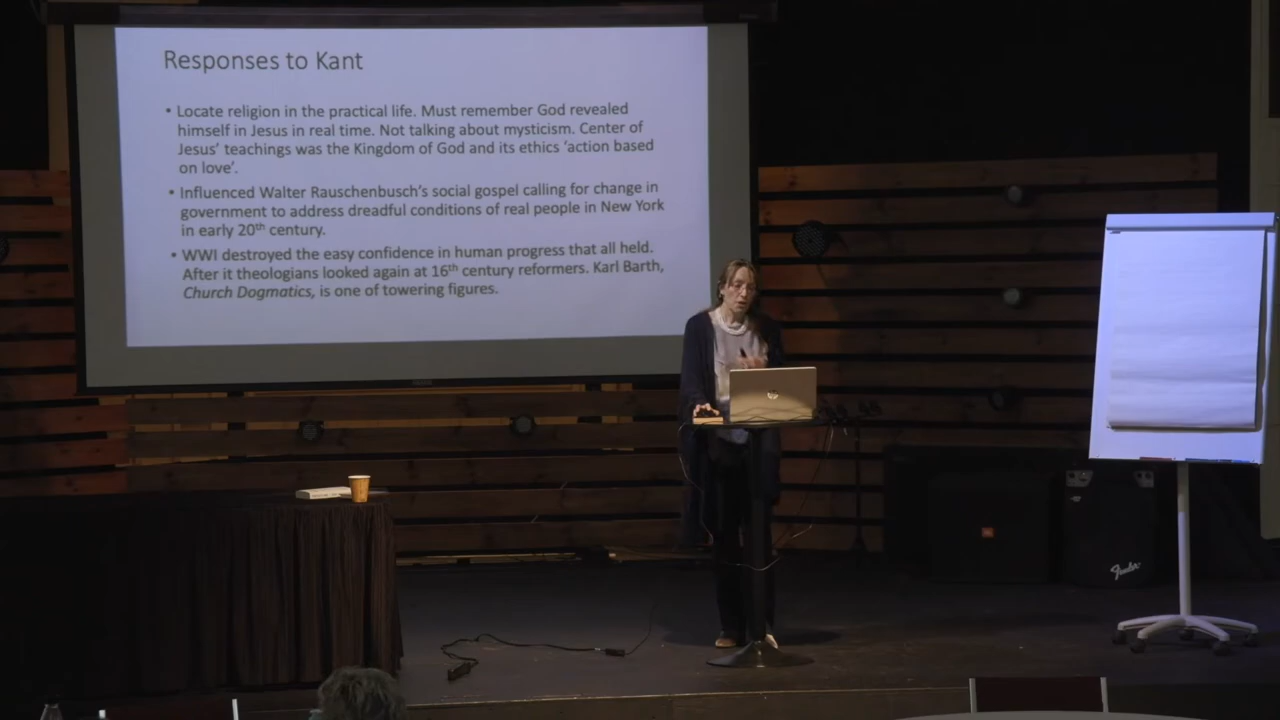 Responses to Kant
• Locate religion in the practical life. Must remember God revealed
himself in Jesus in real time. Not talking about mysticism. Center of
Jesus' teachings was the Kingdom of God and its ethics 'action based
on love'.
• Influenced Walter Rauschenbusch's social gospel calling for change in
government to address dreadful conditions of real people in New York
in early 20th century.
• WWI destroyed the easy confidence in human progress that all held.
After it theologians looked again at 16th century reformers. Karl Barth,
Church Dogmatics, is one of towering figures.
hp
JBL
Fender